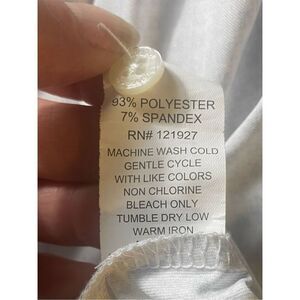 93% POLYESTER
7% SPANDEX
RN# 121927
MACHINE WASH COLD
GENTLE CYCLE
WITH LIKE COLORS
NON CHLORINE
BLEACH ONLY
TUMBLE DRY LOW
WARM IRON